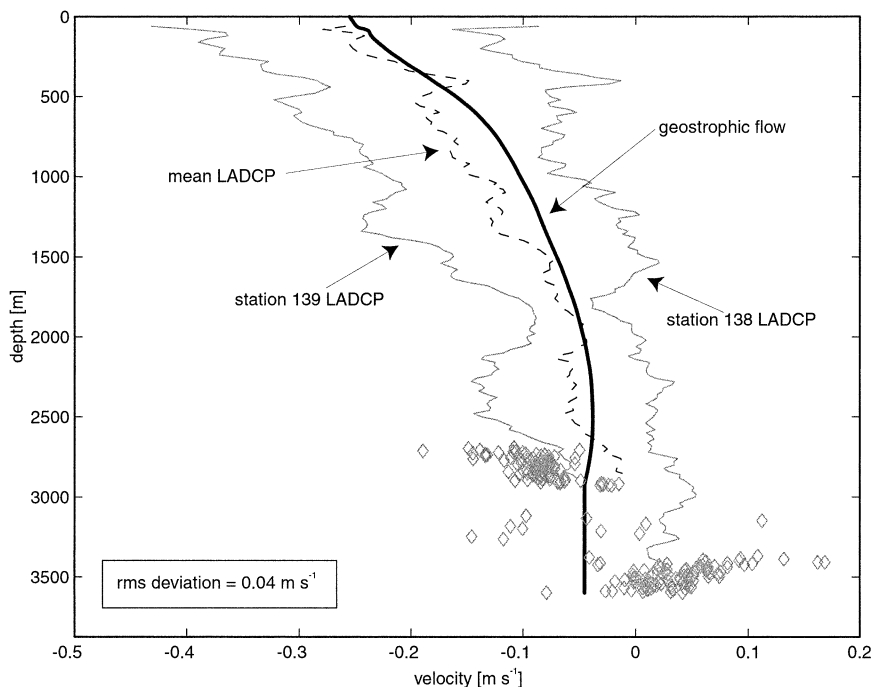 0
500
1000
1500
2000
2500
3000
3500
depth [m]
geostrophic flow
mean LADCP
station 139 LADCP
station 138 LADCP
rms deviation = 0.04 m s⁻¹
-0.5 -0.4 -0.3 -0.2 -0.1 0 0.1 0.2
velocity [m s⁻¹]